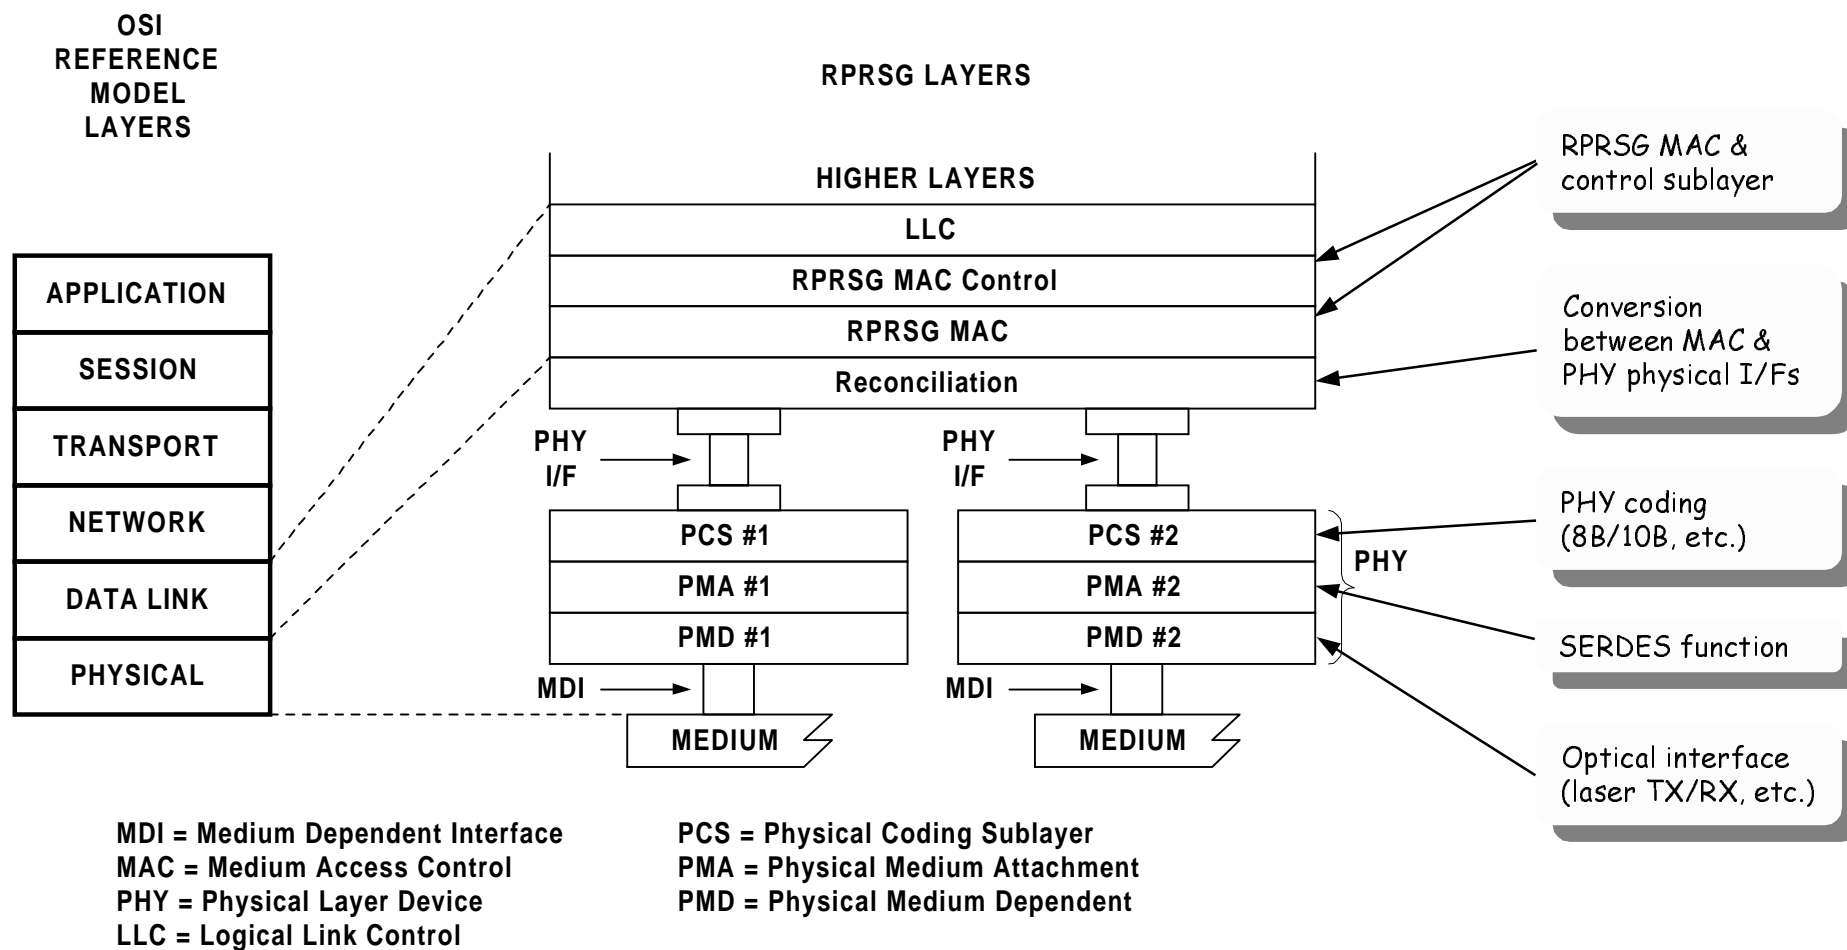 OSI
REFERENCE
MODEL
LAYERS
RPRSG LAYERS
APPLICATION
SESSION
TRANSPORT
NETWORK
DATA LINK
PHYSICAL
HIGHER LAYERS
LLC
RPRSG MAC Control
RPRSG MAC
Reconciliation
PHY
I/F
PHY
I/F
PCS #1
PMA #1
PMD #1
PCS #2
PMA #2
PMD #2
PHY
MDI
MDI
MEDIUM
MEDIUM
RPRSG MAC &
control sublayer
Conversion
between MAC &
PHY physical I/Fs
PHY coding
(8B/10B, etc.)
SERDES function
Optical interface
(laser TX/RX, etc.)
MDI = Medium Dependent Interface
MAC = Medium Access Control
PHY = Physical Layer Device
LLC = Logical Link Control
PCS = Physical Coding Sublayer
PMA = Physical Medium Attachment
PMD = Physical Medium Dependent